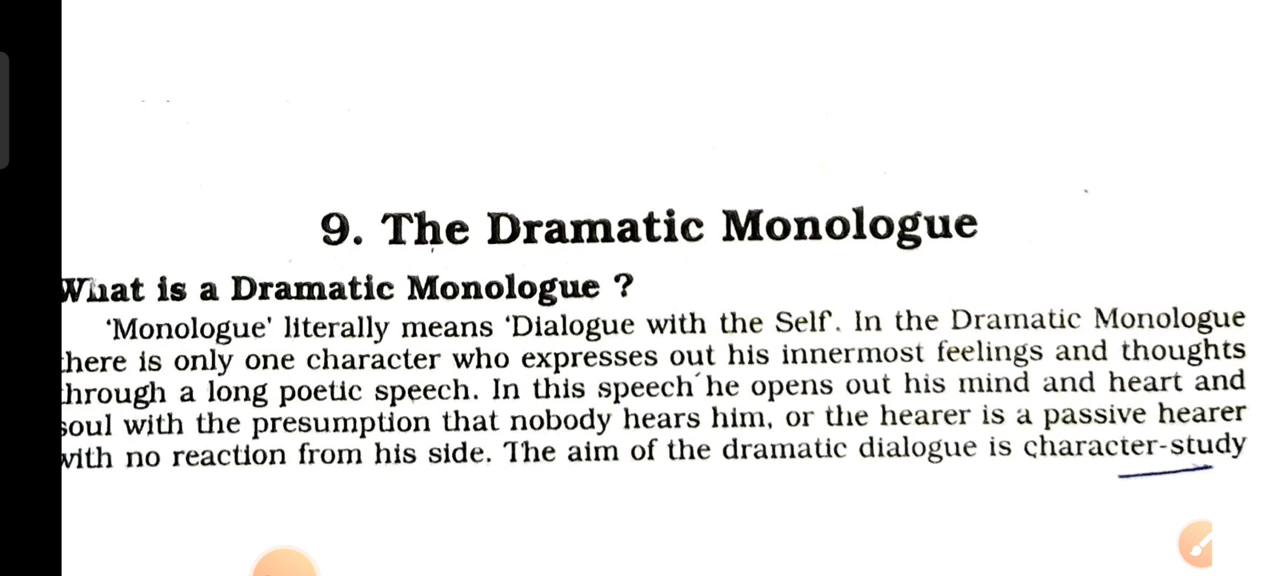 9. The Dramatic Monologue
What is a Dramatic Monologue ?
'Monologue' literally means 'Dialogue with the Self'. In the Dramatic Monologue
there is only one character who expresses out his innermost feelings and thoughts
through a long poetic speech. In this speech he opens out his mind and heart and
soul with the presumption that nobody hears him, or the hearer is a passive hearer
with no reaction from his side. The aim of the dramatic dialogue is character-study